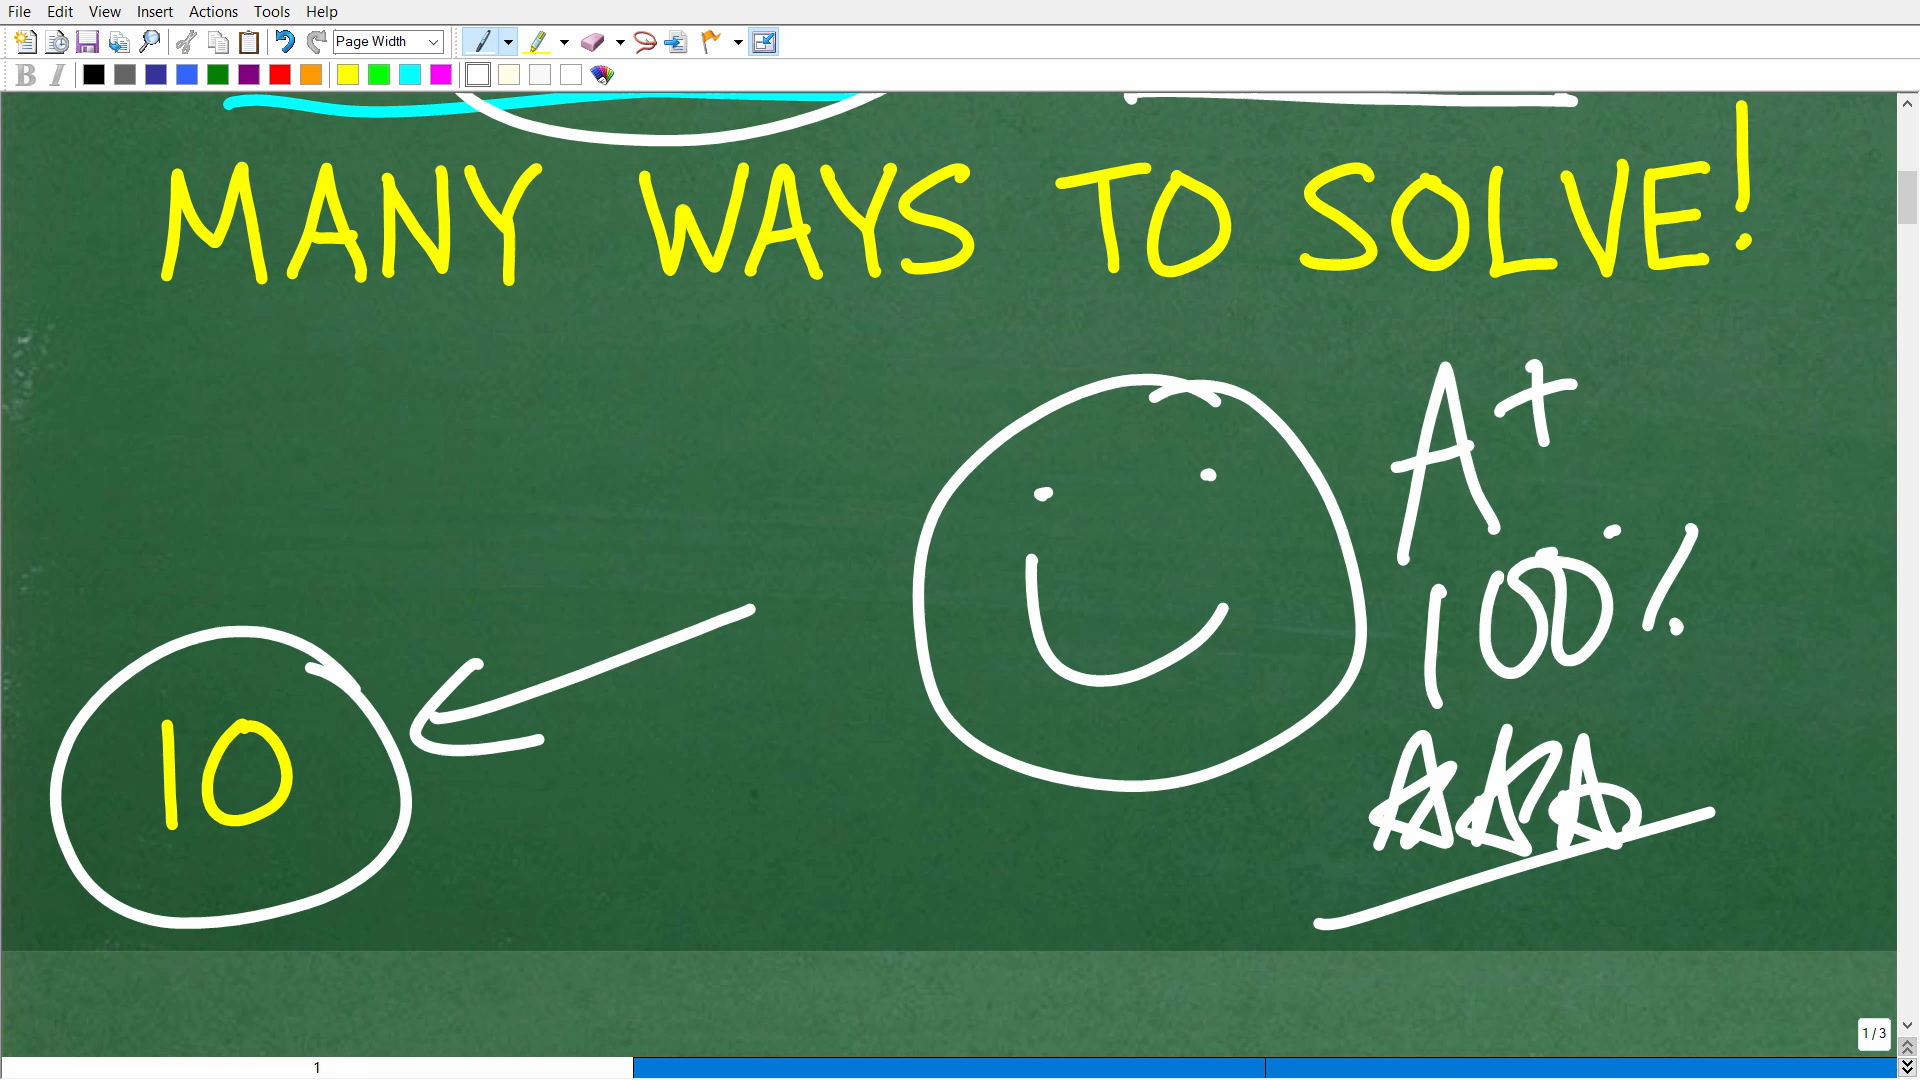 File Edit View Insert Actions Tools Help
Page Width
B I
MANY WAYS TO SOLVE!
A+
100%
10
1/3
1